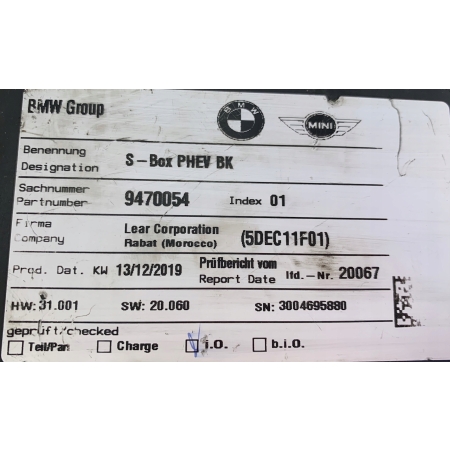 BMW Group
BMW
MINI
Benennung
Designation
S-Box PHEV BK
Sachnummer
Partnumber
9470054 Index 01
Firma
Company
Lear Corporation
Rabat (Morocco)
(5DEC11F01)
Prod. Dat. KW 13/12/2019
Prüfbericht vom
Report Date
lfd.-Nr. 20067
HW: 31.001 SW: 20.060 SN: 3004695880
geprüft/checked
Teil/Part Charge i.O. b.i.O.